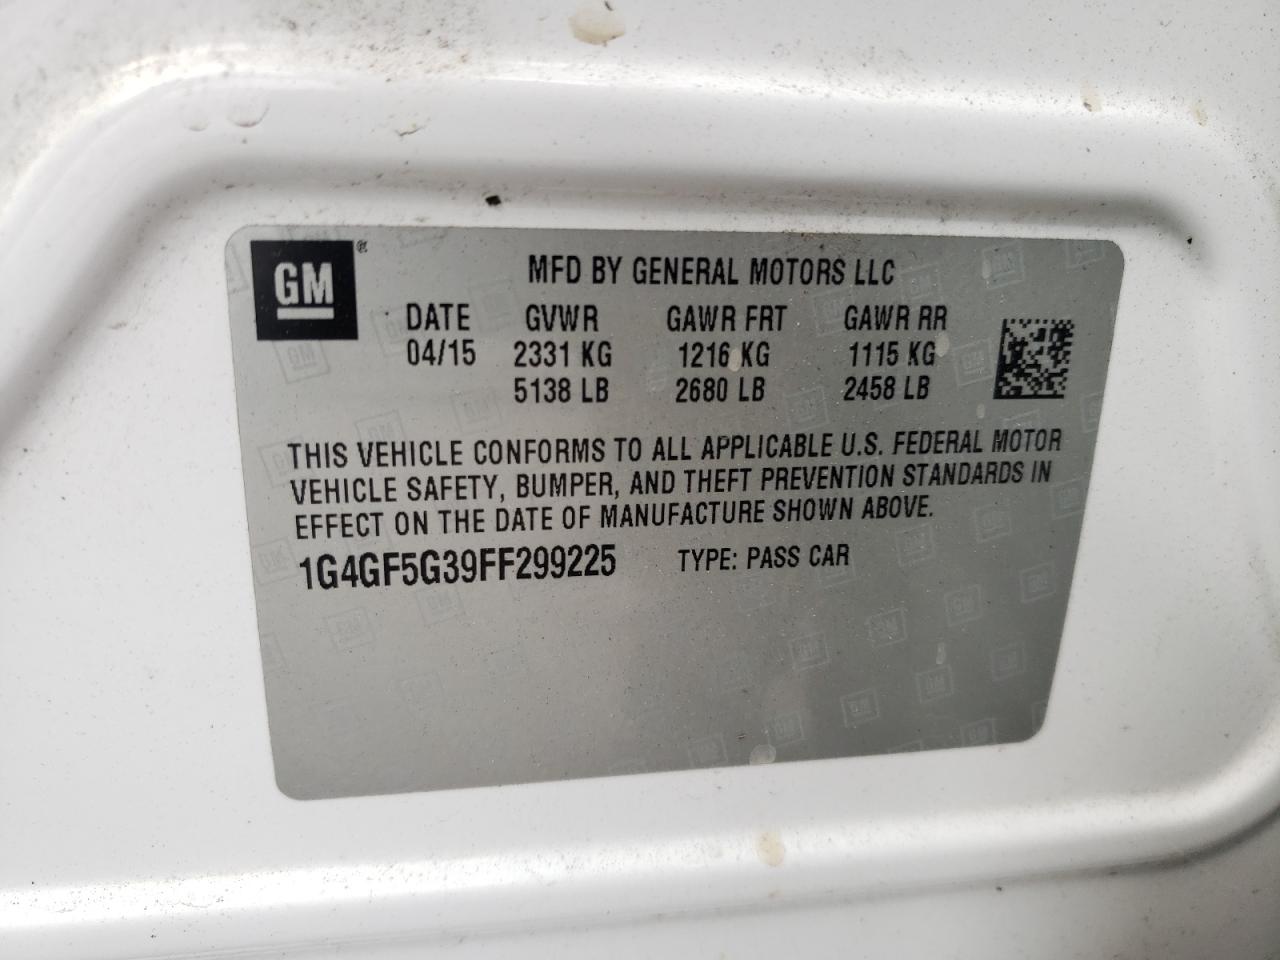 GM ®
MFD BY GENERAL MOTORS LLC
DATE GVWR GAWR FRT GAWR RR
04/15 2331 KG 1216 KG 1115 KG
5138 LB 2680 LB 2458 LB
THIS VEHICLE CONFORMS TO ALL APPLICABLE U.S. FEDERAL MOTOR
VEHICLE SAFETY, BUMPER, AND THEFT PREVENTION STANDARDS IN
EFFECT ON THE DATE OF MANUFACTURE SHOWN ABOVE.
1G4GF5G39FF299225 TYPE: PASS CAR